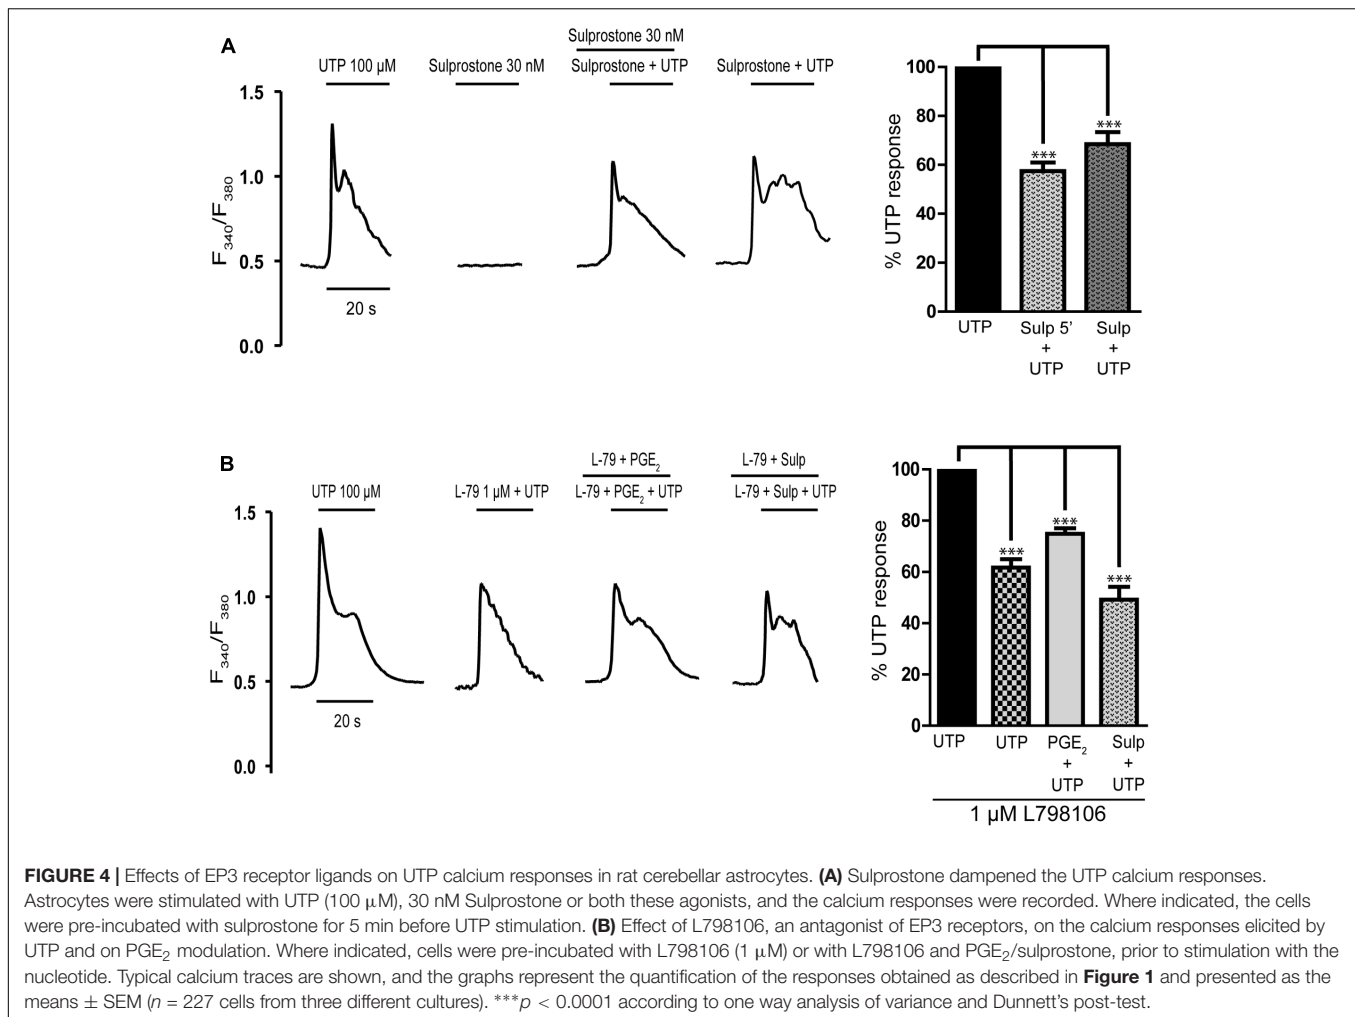 A
UTP 100 µM
Sulprostone 30 nM
Sulprostone 30 nM
Sulprostone + UTP
Sulprostone + UTP
1.5
1.0
0.5
0.0
F340/F380
20 s
% UTP response
100
80
60
40
20
0
***
***
UTP
Sulp 5’ + UTP
Sulp + UTP
B
UTP 100 µM
L-79 1 µM + UTP
L-79 + PGE2
L-79 + PGE2 + UTP
L-79 + Sulp
L-79 + Sulp + UTP
1.5
1.0
0.5
0.0
F340/F380
20 s
% UTP response
100
80
60
40
20
0
***
***
***
UTP
UTP
PGE2 + UTP
Sulp + UTP
1 µM L798106
FIGURE 4 | Effects of EP3 receptor ligands on UTP calcium responses in rat cerebellar astrocytes. (A) Sulprostone dampened the UTP calcium responses.
Astrocytes were stimulated with UTP (100 µM), 30 nM Sulprostone or both these agonists, and the calcium responses were recorded. Where indicated, the cells
were pre-incubated with sulprostone for 5 min before UTP stimulation. (B) Effect of L798106, an antagonist of EP3 receptors, on the calcium responses elicited by
UTP and on PGE2 modulation. Where indicated, cells were pre-incubated with L798106 (1 µM) or with L798106 and PGE2/sulprostone, prior to stimulation with the
nucleotide. Typical calcium traces are shown, and the graphs represent the quantification of the responses obtained as described in Figure 1 and presented as the
means ± SEM (n = 227 cells from three different cultures). ***p < 0.0001 according to one way analysis of variance and Dunnett’s post-test.